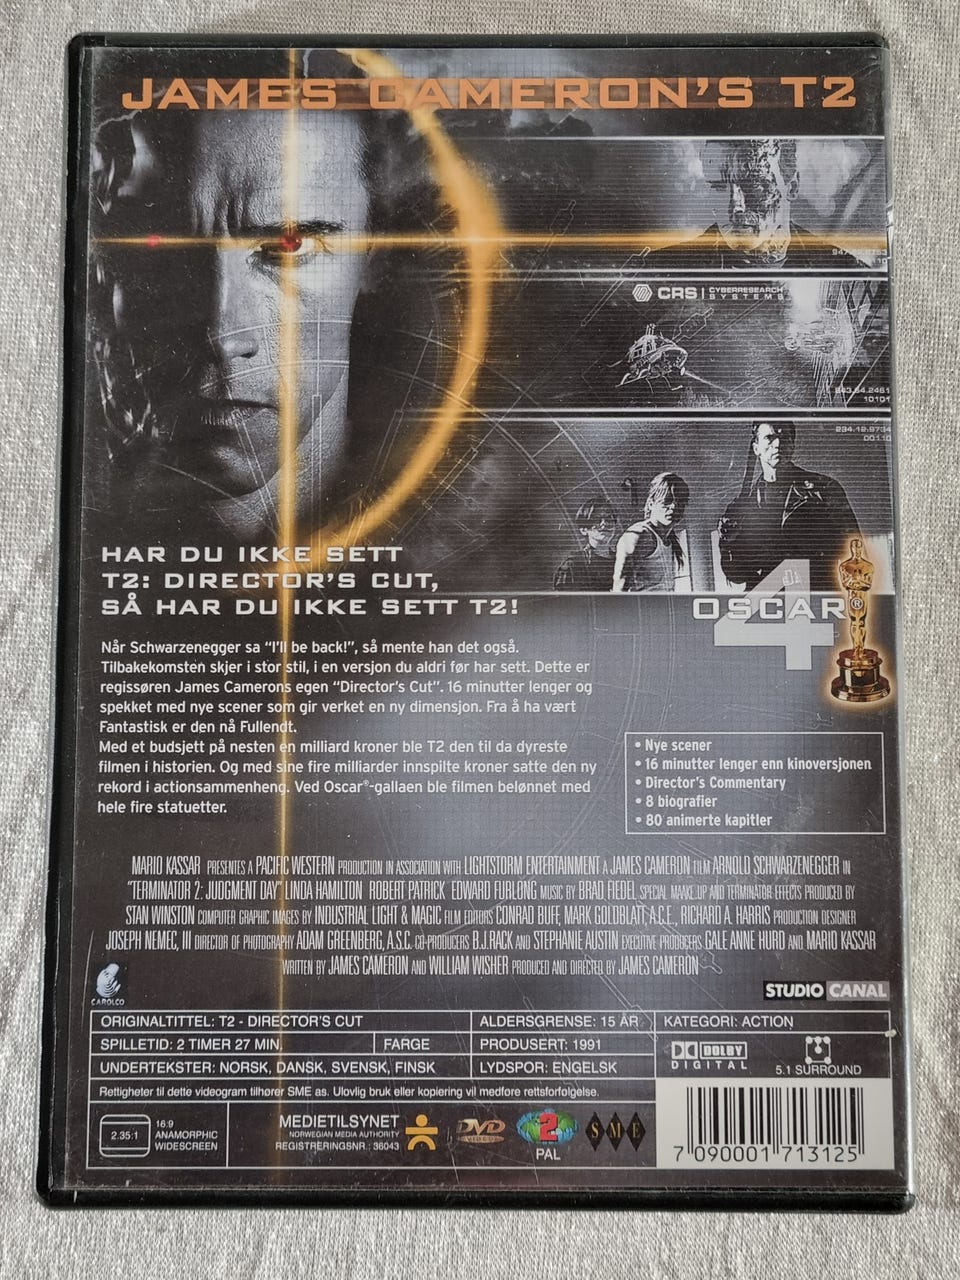 JAMES CAMERON'S T2
CRS | CYBERRESEARCH
SYSTEMS
10101
234.12.9734
HAR DU IKKE SETT
T2: DIRECTOR'S CUT,
SÅ HAR DU IKKE SETT T2!
4
OSCAR®
Når Schwarzenegger sa "I'll be back!", så mente han det også.
Tilbakekomsten skjer i stor stil, i en versjon du aldri før har sett. Dette er
regissøren James Camerons egen "Director's Cut". 16 minutter lenger og
spekket med nye scener som gir verket en ny dimensjon. Fra å ha vært
Fantastisk er den nå Fullendt.
Med et budsjett på nesten en milliard kroner ble T2 den til da dyreste
filmen i historien. Og med sine fire milliarder innspilte kroner satte den ny
rekord i actionsammenheng. Ved Oscar®-gallaen ble filmen belønnet med
hele fire statuetter.
• Nye scener
• 16 minutter lenger enn kinoversjonen
• Director's Commentary
• 8 biografier
• 80 animerte kapitler
MARIO KASSAR PRESENTES A PACIFIC WESTERN PRODUCTION IN ASSOCIATION WITH LIGHTSTORM ENTERTAINMENT A JAMES CAMERON FILM ARNOLD SCHWARZENEGGER IN
"TERMINATOR 2: JUDGMENT DAY" LINDA HAMILTON ROBERT PATRICK EDWARD FURLONG MUSIC BY BRAD FIEDEL SPECIAL MAKE UP AND TERMINATOR EFFECTS PRODUCED BY
STAN WINSTON COMPUTER GRAPHIC IMAGES BY INDUSTRIAL LIGHT & MAGIC FILM EDITORS CONRAD BUFF, MARK GOLDBLATT A.C.E., RICHARD A. HARRIS PRODUCTION DESIGNER
JOSEPH NEMEC, III DIRECTOR OF PHOTOGRAPHY ADAM GREENBERG, A.S.C. CO-PRODUCERS B.J.RACK AND STEPHANIE AUSTIN EXECUTIVE PRODUCERS GALE ANNE HURD AND MARIO KASSAR
WRITTEN BY JAMES CAMERON AND WILLIAM WISHER PRODUCED AND DIRECTED BY JAMES CAMERON
CAROLCO
STUDIO CANAL
ORIGINALTITTEL: T2 - DIRECTOR'S CUT
ALDERSGRENSE: 15 ÅR
KATEGORI: ACTION
SPILLETID: 2 TIMER 27 MIN.
FARGE
PRODUSERT: 1991
UNDERTEKSTER: NORSK, DANSK, SVENSK, FINSK
LYDSPOR: ENGELSK
DOLBY
DIGITAL
5.1 SURROUND
Rettigheter til dette videogram tilhører SME as. Ulovlig bruk eller kopiering vil medføre rettsforfølgelse.
2.35:1
16:9
ANAMORPHIC
WIDESCREEN
MEDIETILSYNET
NORWEGIAN MEDIA AUTHORITY
REGISTRERINGSNR.: 36043
DVD
VIDEO
2
PAL
SME
7 090001 713125